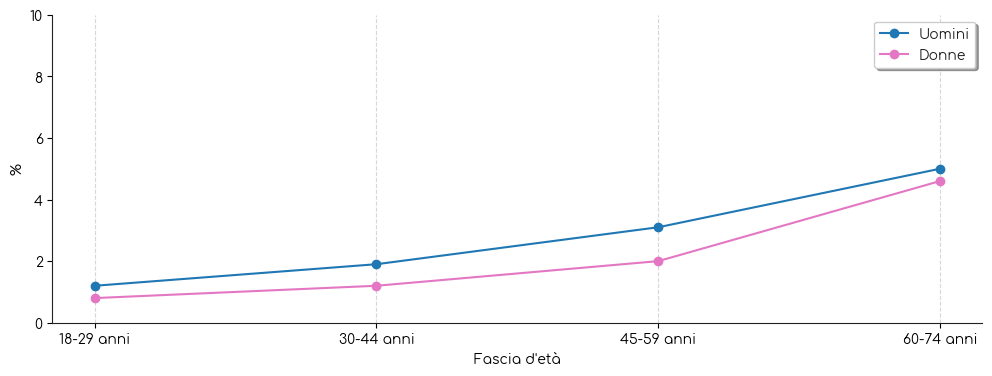 Uomini
Donne
%
10
8
6
4
2
0
18-29 anni 30-44 anni 45-59 anni 60-74 anni
Fascia d'età